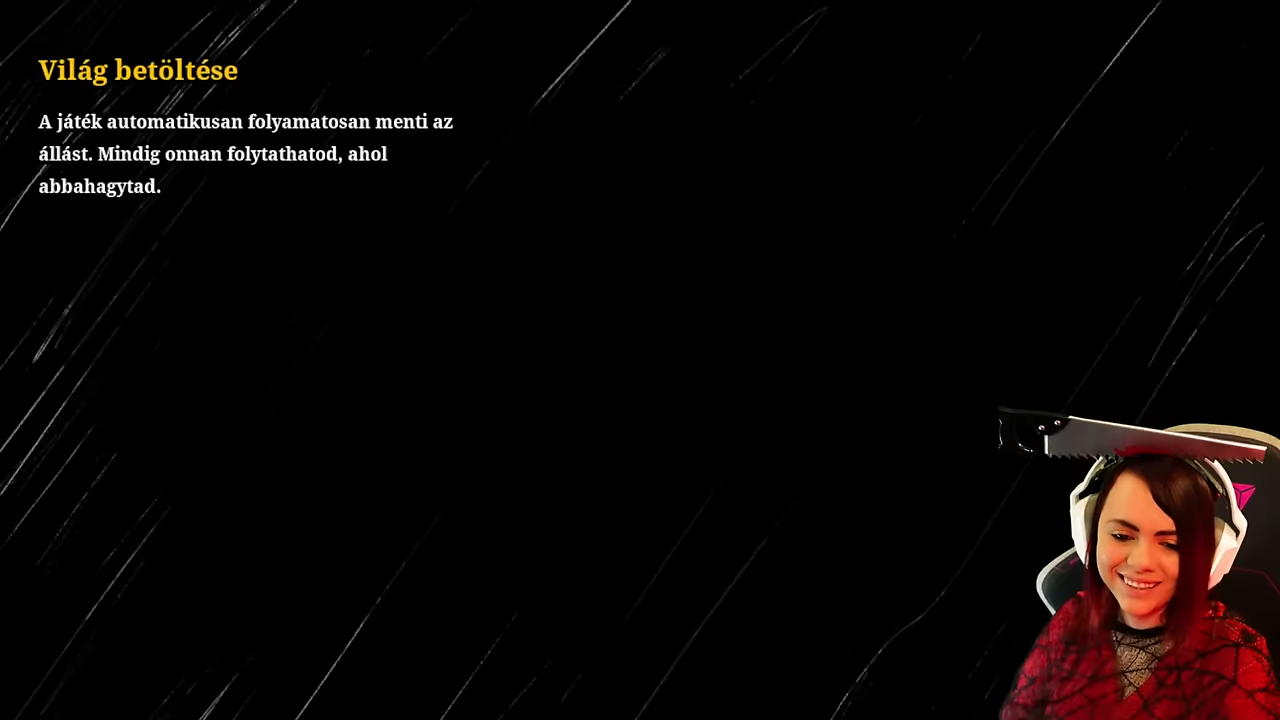 Világ betöltése
A játék automatikusan folyamatosan menti az
állást. Mindig onnan folytathatod, ahol
abbahagytad.